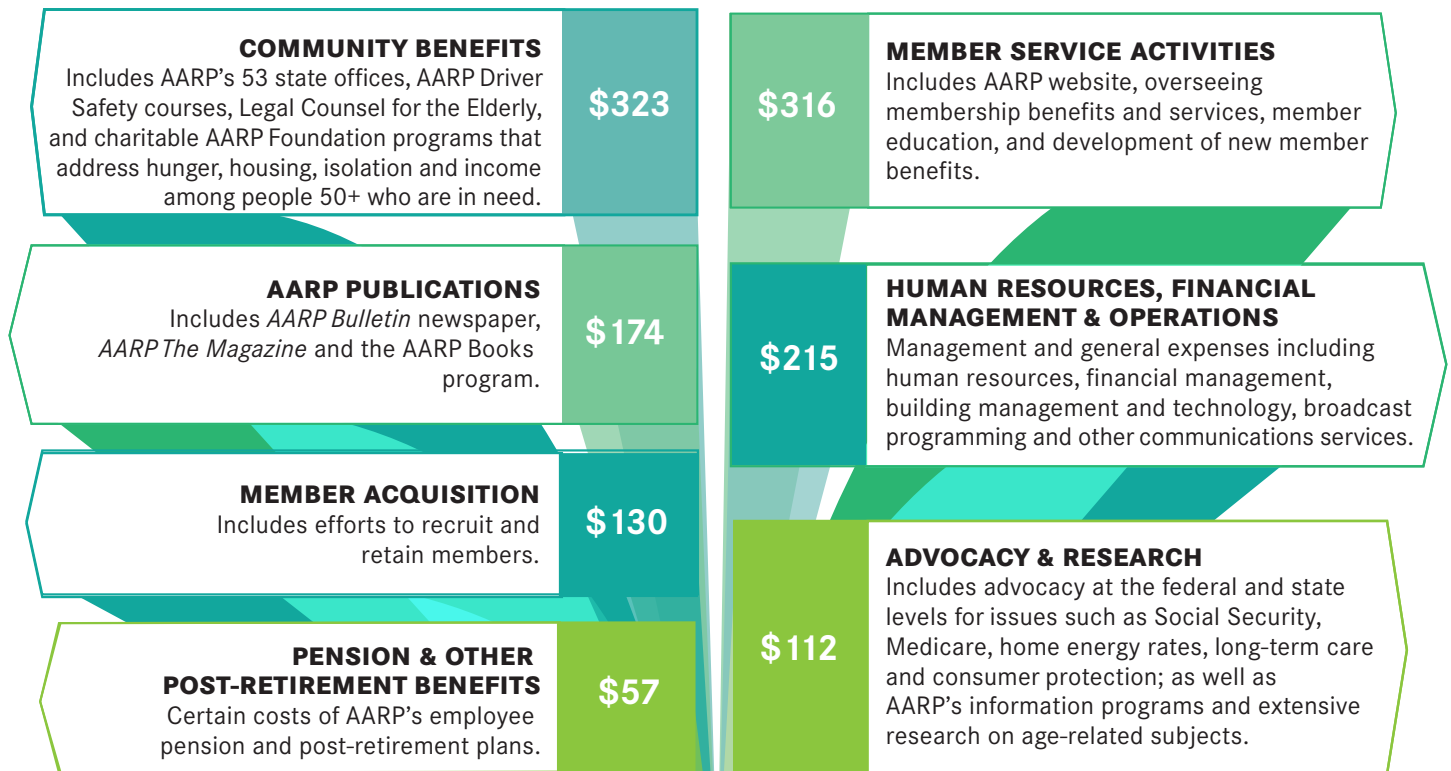 COMMUNITY BENEFITS
Includes AARP’s 53 state offices, AARP Driver
Safety courses, Legal Counsel for the Elderly,
and charitable AARP Foundation programs that
address hunger, housing, isolation and income
among people 50+ who are in need.
$323
AARP PUBLICATIONS
Includes AARP Bulletin newspaper,
AARP The Magazine and the AARP Books
program.
$174
MEMBER ACQUISITION
Includes efforts to recruit and
retain members.
$130
PENSION & OTHER
POST-RETIREMENT BENEFITS
Certain costs of AARP’s employee
pension and post-retirement plans.
$57
$316
MEMBER SERVICE ACTIVITIES
Includes AARP website, overseeing
membership benefits and services, member
education, and development of new member
benefits.
$215
HUMAN RESOURCES, FINANCIAL
MANAGEMENT & OPERATIONS
Management and general expenses including
human resources, financial management,
building management and technology, broadcast
programming and other communications services.
$112
ADVOCACY & RESEARCH
Includes advocacy at the federal and state
levels for issues such as Social Security,
Medicare, home energy rates, long-term care
and consumer protection; as well as
AARP’s information programs and extensive
research on age-related subjects.